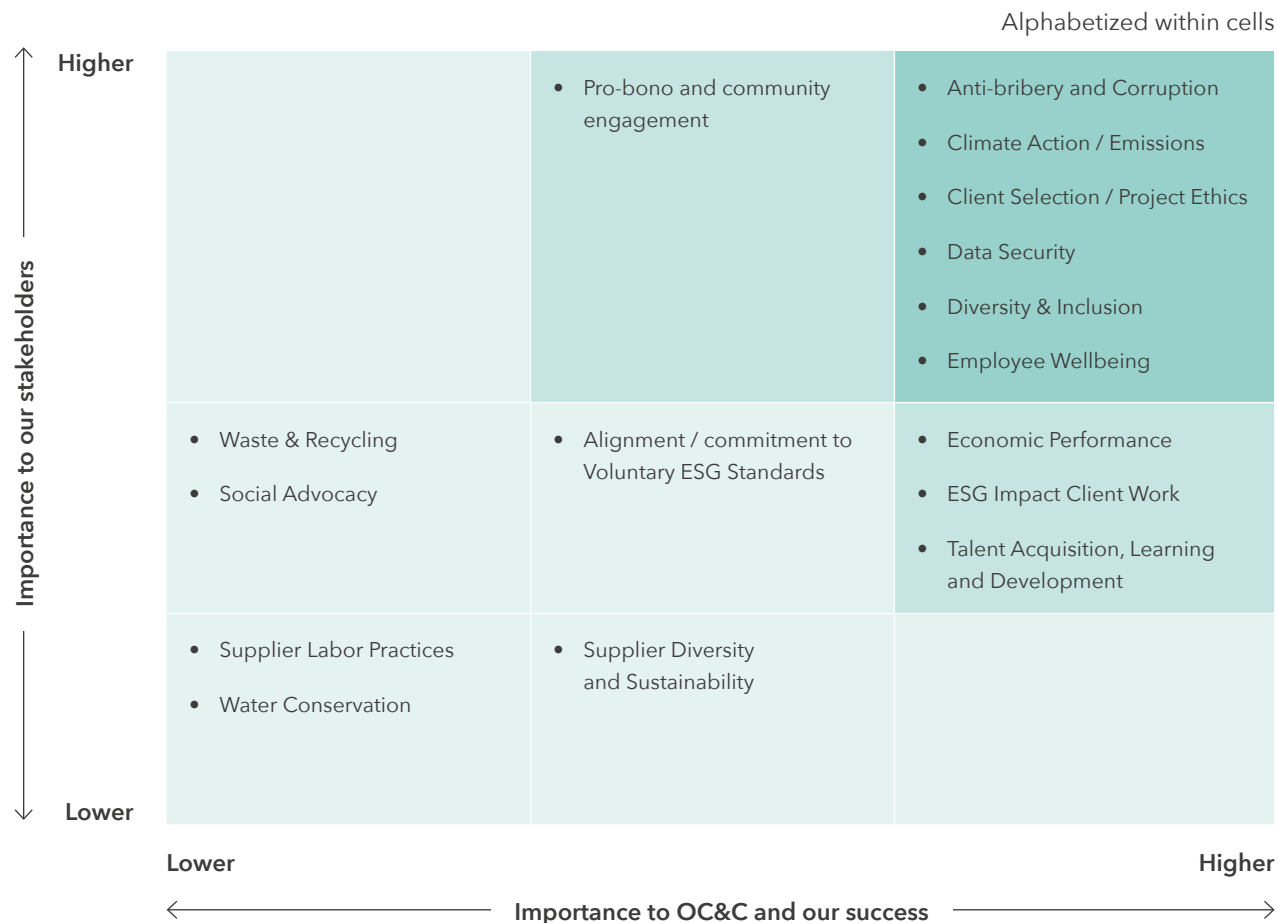 Alphabetized within cells
Higher
• Pro-bono and community
engagement
• Anti-bribery and Corruption
• Climate Action / Emissions
• Client Selection / Project Ethics
• Data Security
• Diversity & Inclusion
• Employee Wellbeing
Importance to our stakeholders
• Waste & Recycling
• Social Advocacy
• Alignment / commitment to
Voluntary ESG Standards
• Economic Performance
• ESG Impact Client Work
• Talent Acquisition, Learning
and Development
• Supplier Labor Practices
• Water Conservation
• Supplier Diversity
and Sustainability
Lower
Lower
Higher
Importance to OC&C and our success